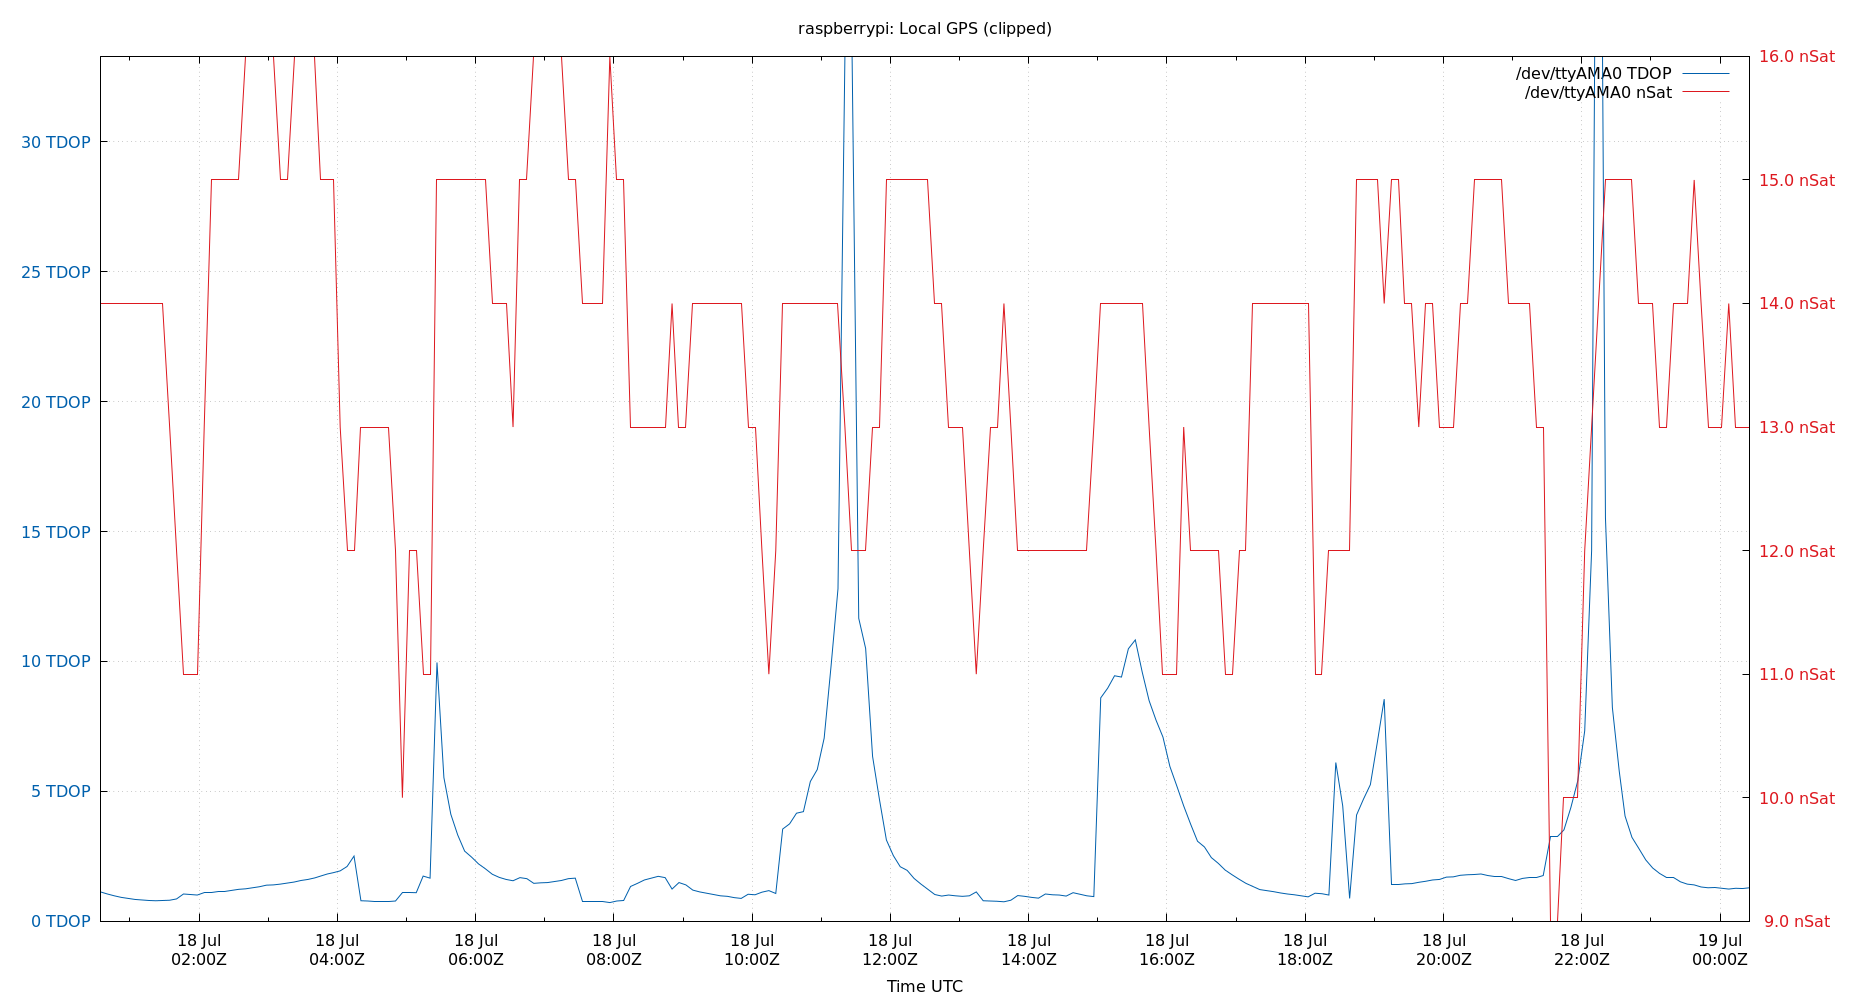 raspberrypi: Local GPS (clipped)
/dev/ttyAMA0 TDOP
/dev/ttyAMA0 nSat
30 TDOP
25 TDOP
20 TDOP
15 TDOP
10 TDOP
5 TDOP
0 TDOP
16.0 nSat
15.0 nSat
14.0 nSat
13.0 nSat
12.0 nSat
11.0 nSat
10.0 nSat
9.0 nSat
18 Jul
02:00Z
18 Jul
04:00Z
18 Jul
06:00Z
18 Jul
08:00Z
18 Jul
10:00Z
18 Jul
12:00Z
18 Jul
14:00Z
18 Jul
16:00Z
18 Jul
18:00Z
18 Jul
20:00Z
18 Jul
22:00Z
19 Jul
00:00Z
Time UTC